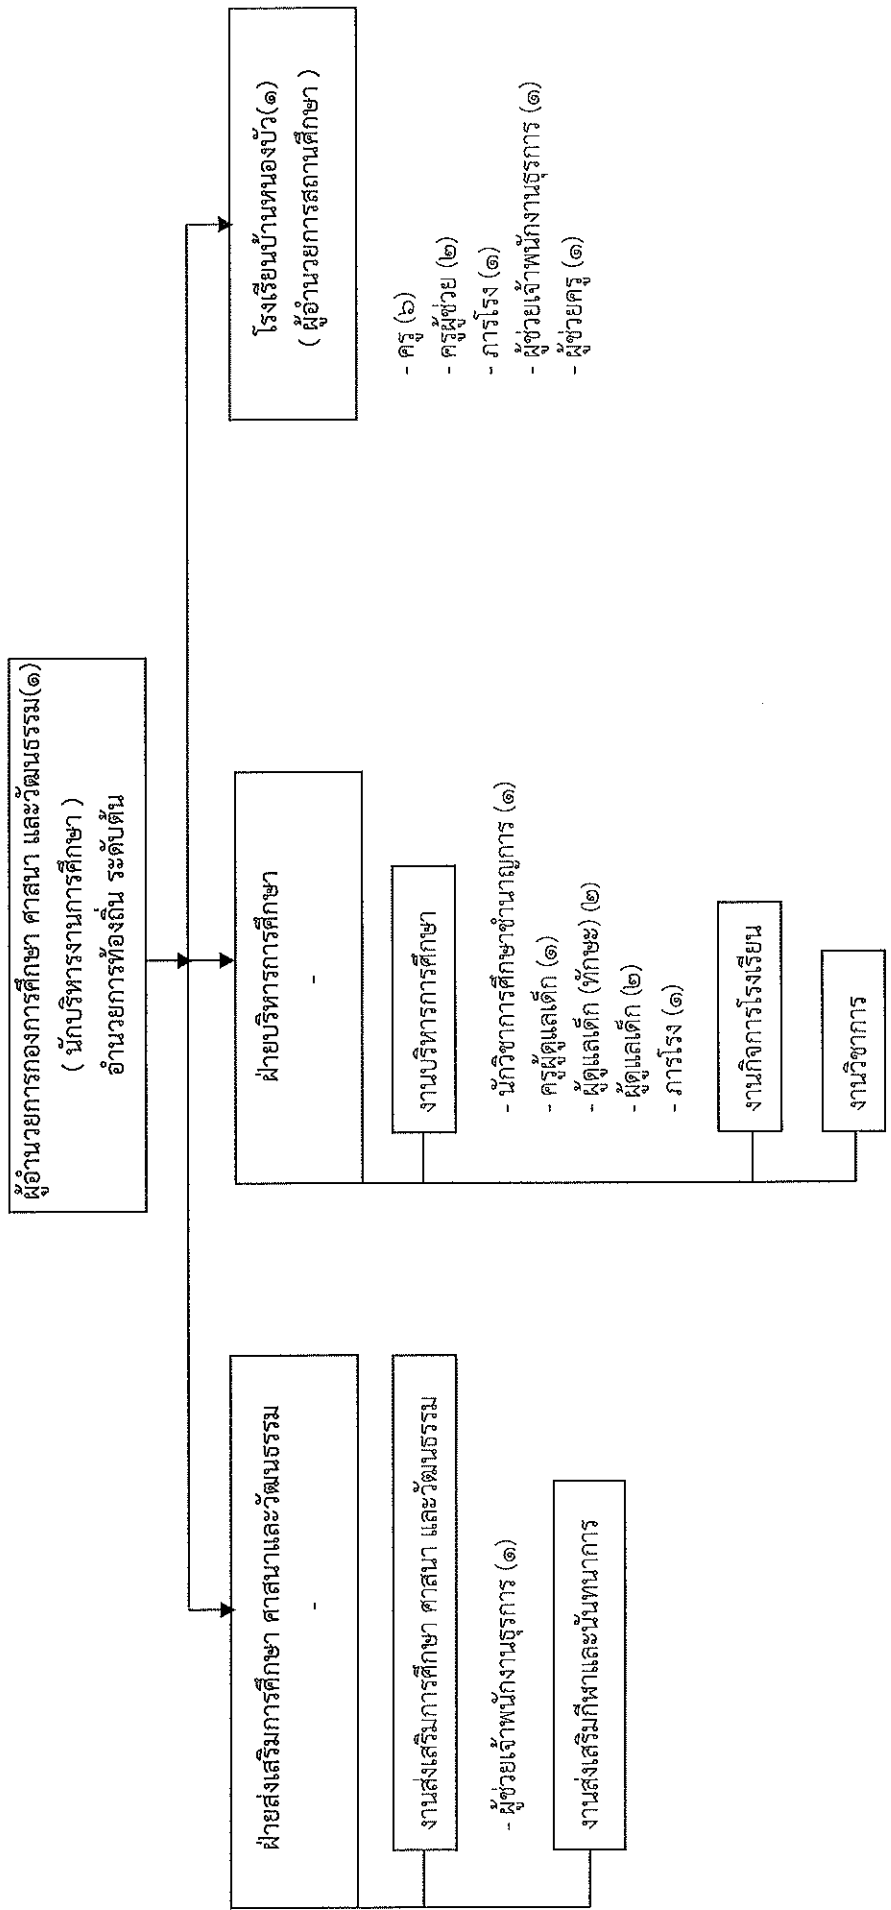 ผู้อำนวยการกองการศึกษา ศาสนา และวัฒนธรรม(๑)
( นักบริหารงานการศึกษา )
อำนวยการท้องถิ่น ระดับต้น
ฝ่ายส่งเสริมการศึกษา ศาสนาและวัฒนธรรม
-
งานส่งเสริมการศึกษา ศาสนา และวัฒนธรรม
- ผู้ช่วยเจ้าพนักงานธุรการ (๑)
งานส่งเสริมกีฬาและนันทนาการ
ฝ่ายบริหารการศึกษา
-
งานบริหารการศึกษา
- นักวิชาการศึกษาชำนาญการ (๑)
- ครูผู้ดูแลเด็ก (๑)
- ผู้ดูแลเด็ก (ทักษะ) (๒)
- ผู้ดูแลเด็ก (๒)
- ภารโรง (๑)
งานกิจการโรงเรียน
งานวิชาการ
โรงเรียนบ้านหนองบัว(๑)
( ผู้อำนวยการสถานศึกษา )
- ครู (๖)
- ครูผู้ช่วย (๒)
- ภารโรง (๑)
- ผู้ช่วยเจ้าพนักงานธุรการ (๑)
- ผู้ช่วยครู (๑)